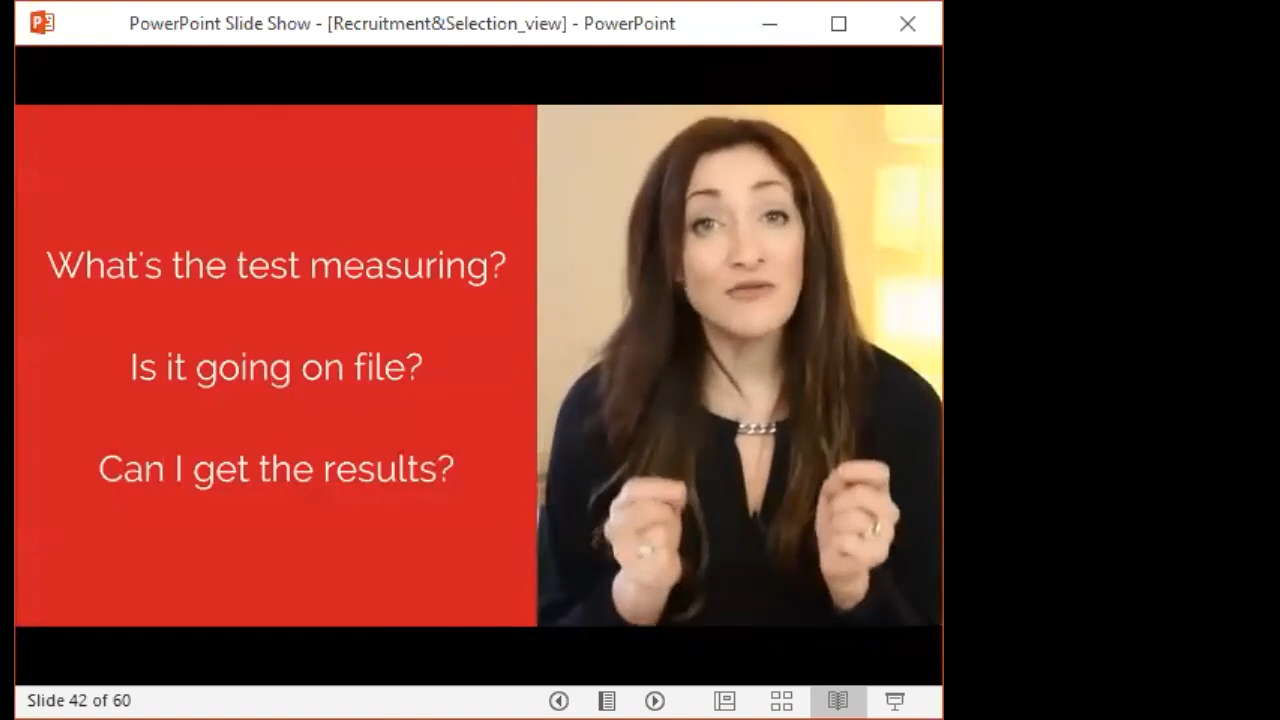 PowerPoint Slide Show - [Recruitment&Selection_view] - PowerPoint
What's the test measuring?
Is it going on file?
Can I get the results?
Slide 42 of 60